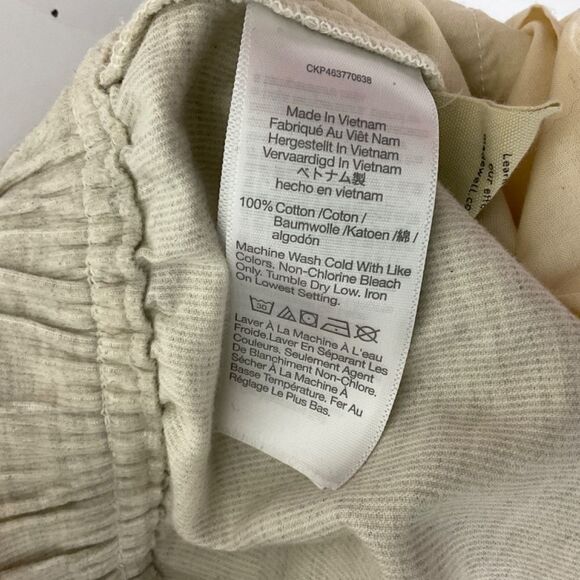 CKP463770638
Made In Vietnam
Fabriqué Au Viêt Nam
Hergestellt In Vietnam
Vervaardigd In Vietnam
ベトナム製
hecho en vietnam
100% Cotton /Coton /
Baumwolle /Katoen /綿 /
algodón
Machine Wash Cold With Like
Colors. Non-Chlorine Bleach
Only. Tumble Dry Low. Iron
On Lowest Setting.
30
Laver À La Machine À L'eau
Froide.Laver En Séparant Les
Couleurs. Seulement Agent
De Blanchiment Non-Chlore.
Sécher À La Machine À
Basse Température. Fer Au
Réglage Le Plus Bas.
our